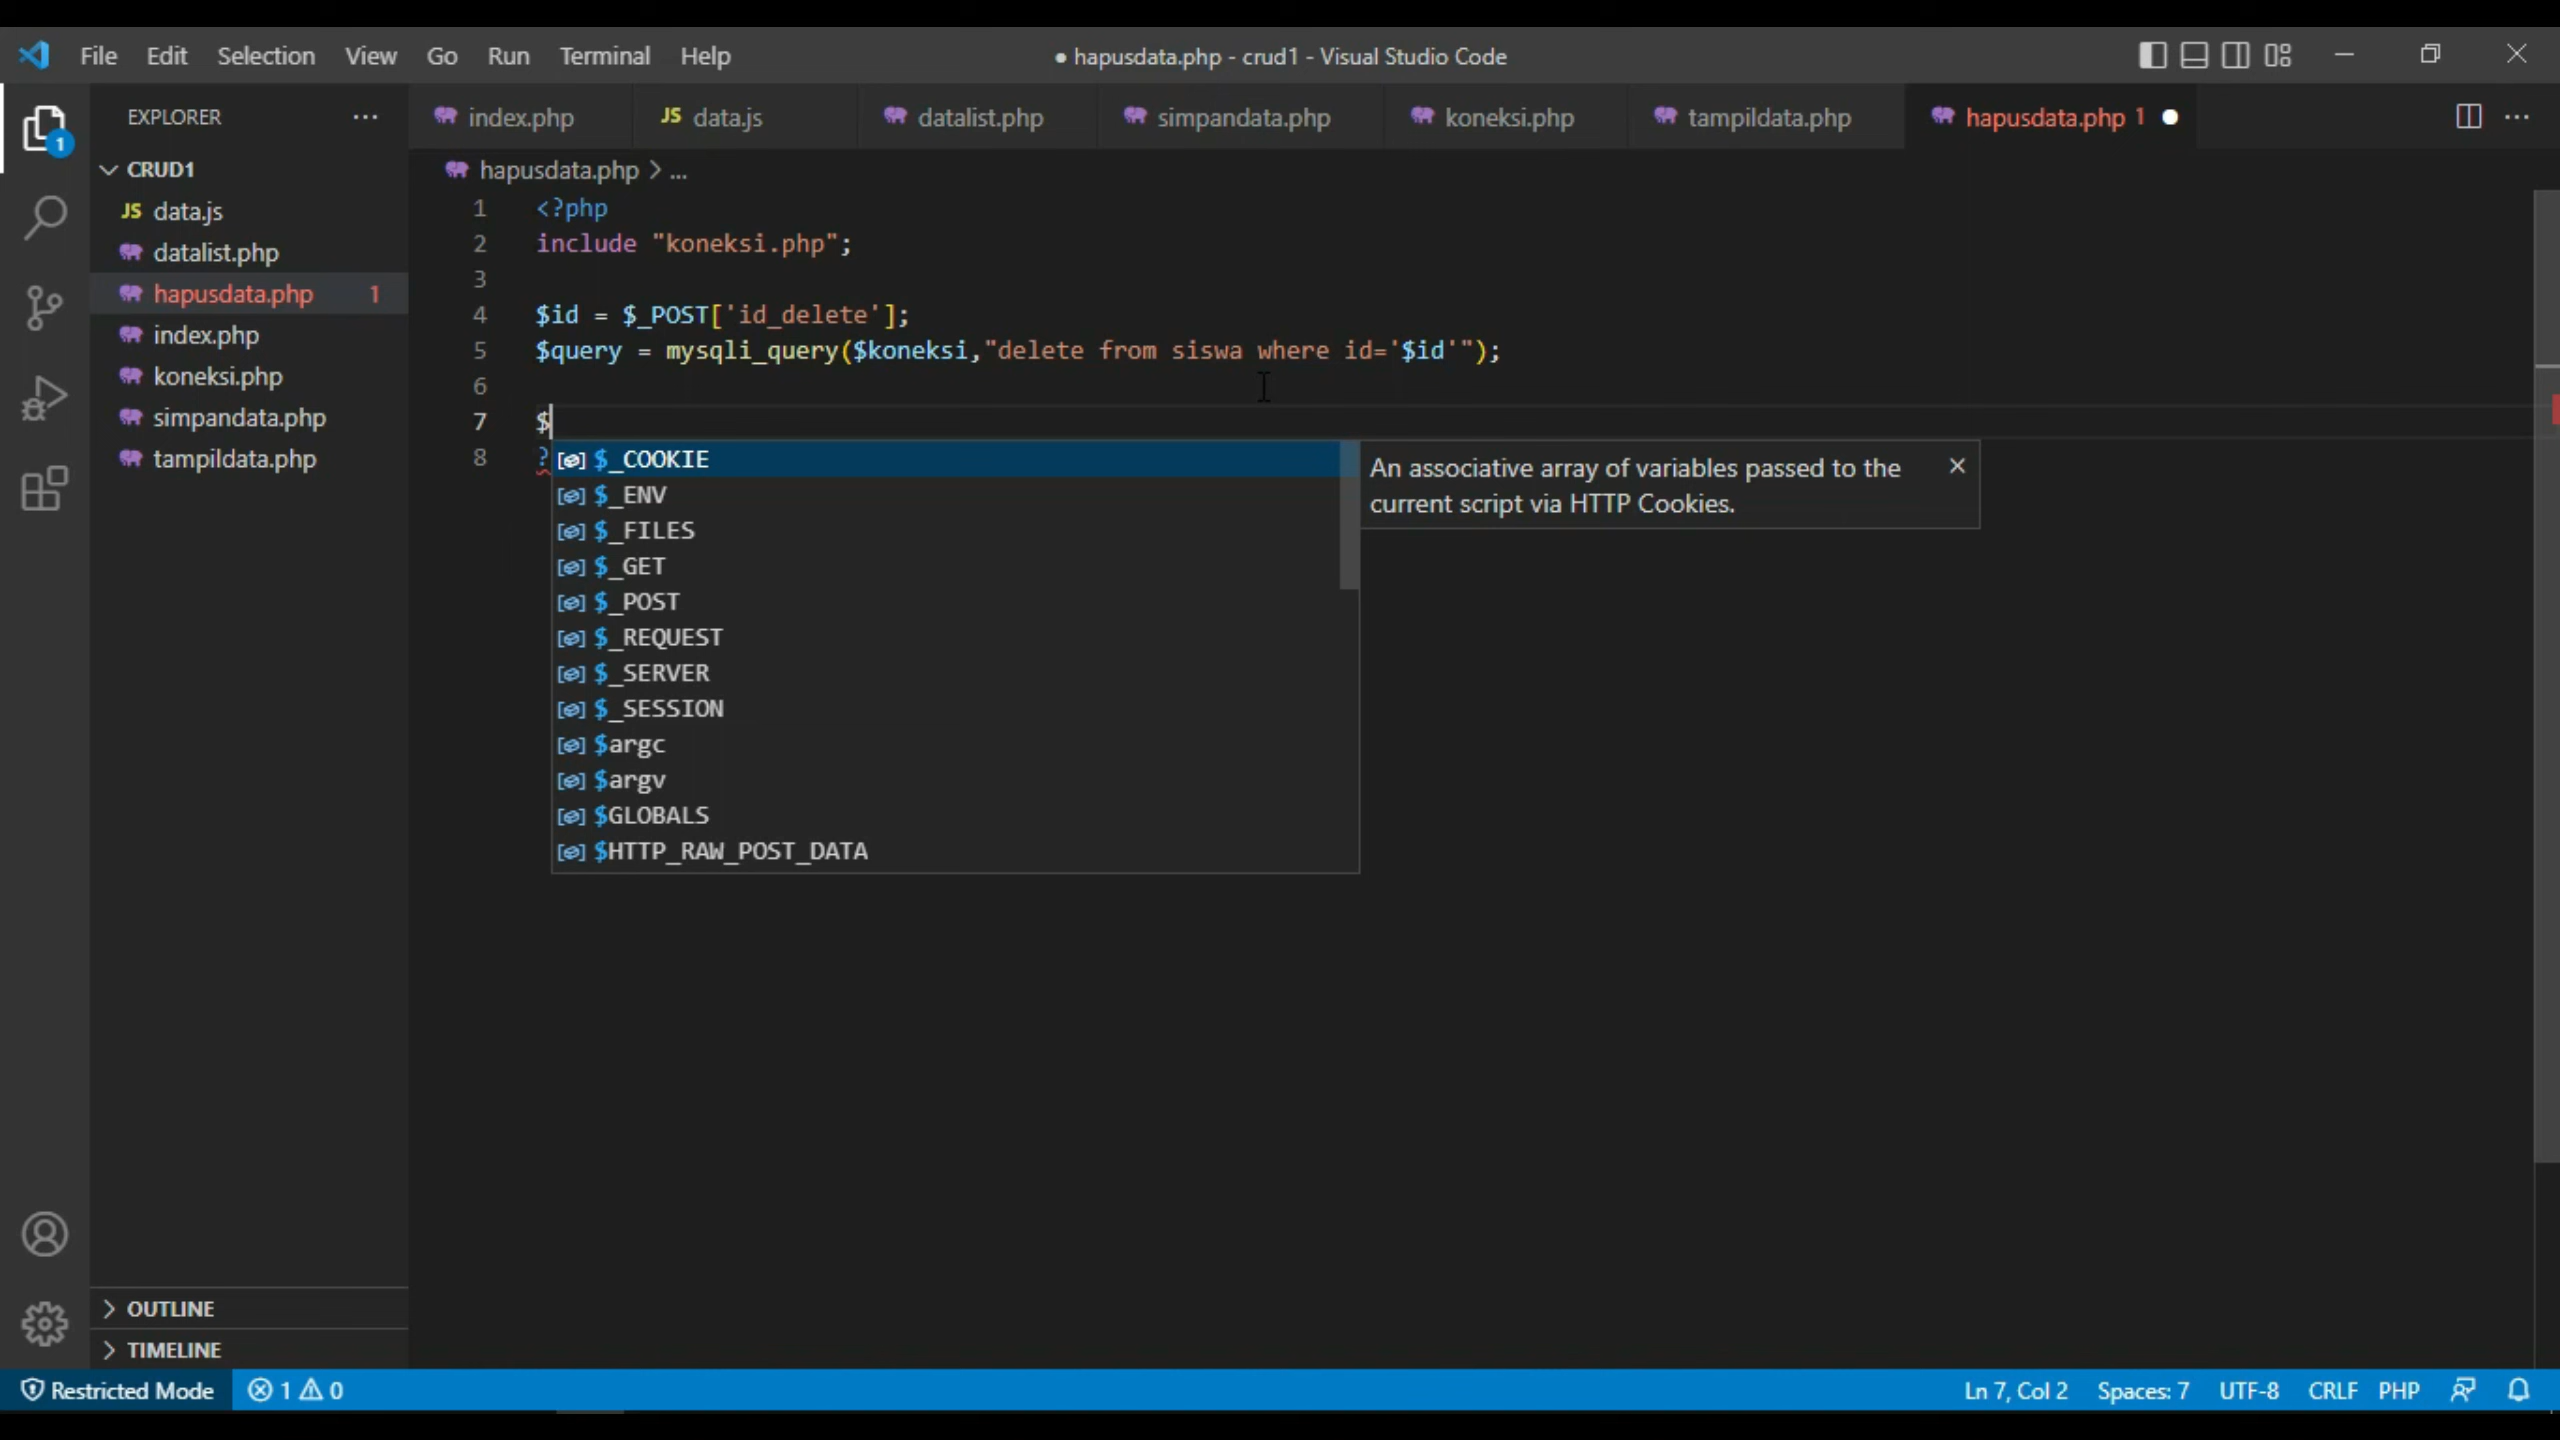 File Edit Selection View Go Run Terminal Help
● hapusdata.php - crud1 - Visual Studio Code
EXPLORER
index.php
JS data.js
datalist.php
simpandata.php
koneksi.php
tampildata.php
hapusdata.php 1
CRUD1
JS data.js
datalist.php
hapusdata.php 1
index.php
koneksi.php
simpandata.php
tampildata.php
OUTLINE
TIMELINE
hapusdata.php > ...
1 <?php
2 include "koneksi.php";
3
4 $id = $_POST['id_delete'];
5 $query = mysqli_query($koneksi,"delete from siswa where id='$id'");
6
7 $
8 ?
$_COOKIE
$_ENV
$_FILES
$_GET
$_POST
$_REQUEST
$_SERVER
$_SESSION
$argc
$argv
$GLOBALS
$HTTP_RAW_POST_DATA
An associative array of variables passed to the
current script via HTTP Cookies.
1
Restricted Mode 1 0
Ln 7, Col 2 Spaces: 7 UTF-8 CRLF PHP